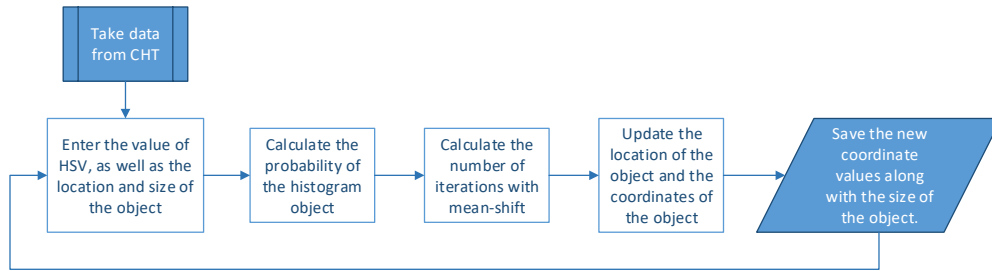 Take data
from CHT
Enter the value of
HSV, as well as the
location and size of
the object
Calculate the
probability of
the histogram
object
Calculate the
number of
iterations with
mean-shift
Update the
location of the
object and the
coordinates of
the object
Save the new
coordinate
values along
with the size of
the object.